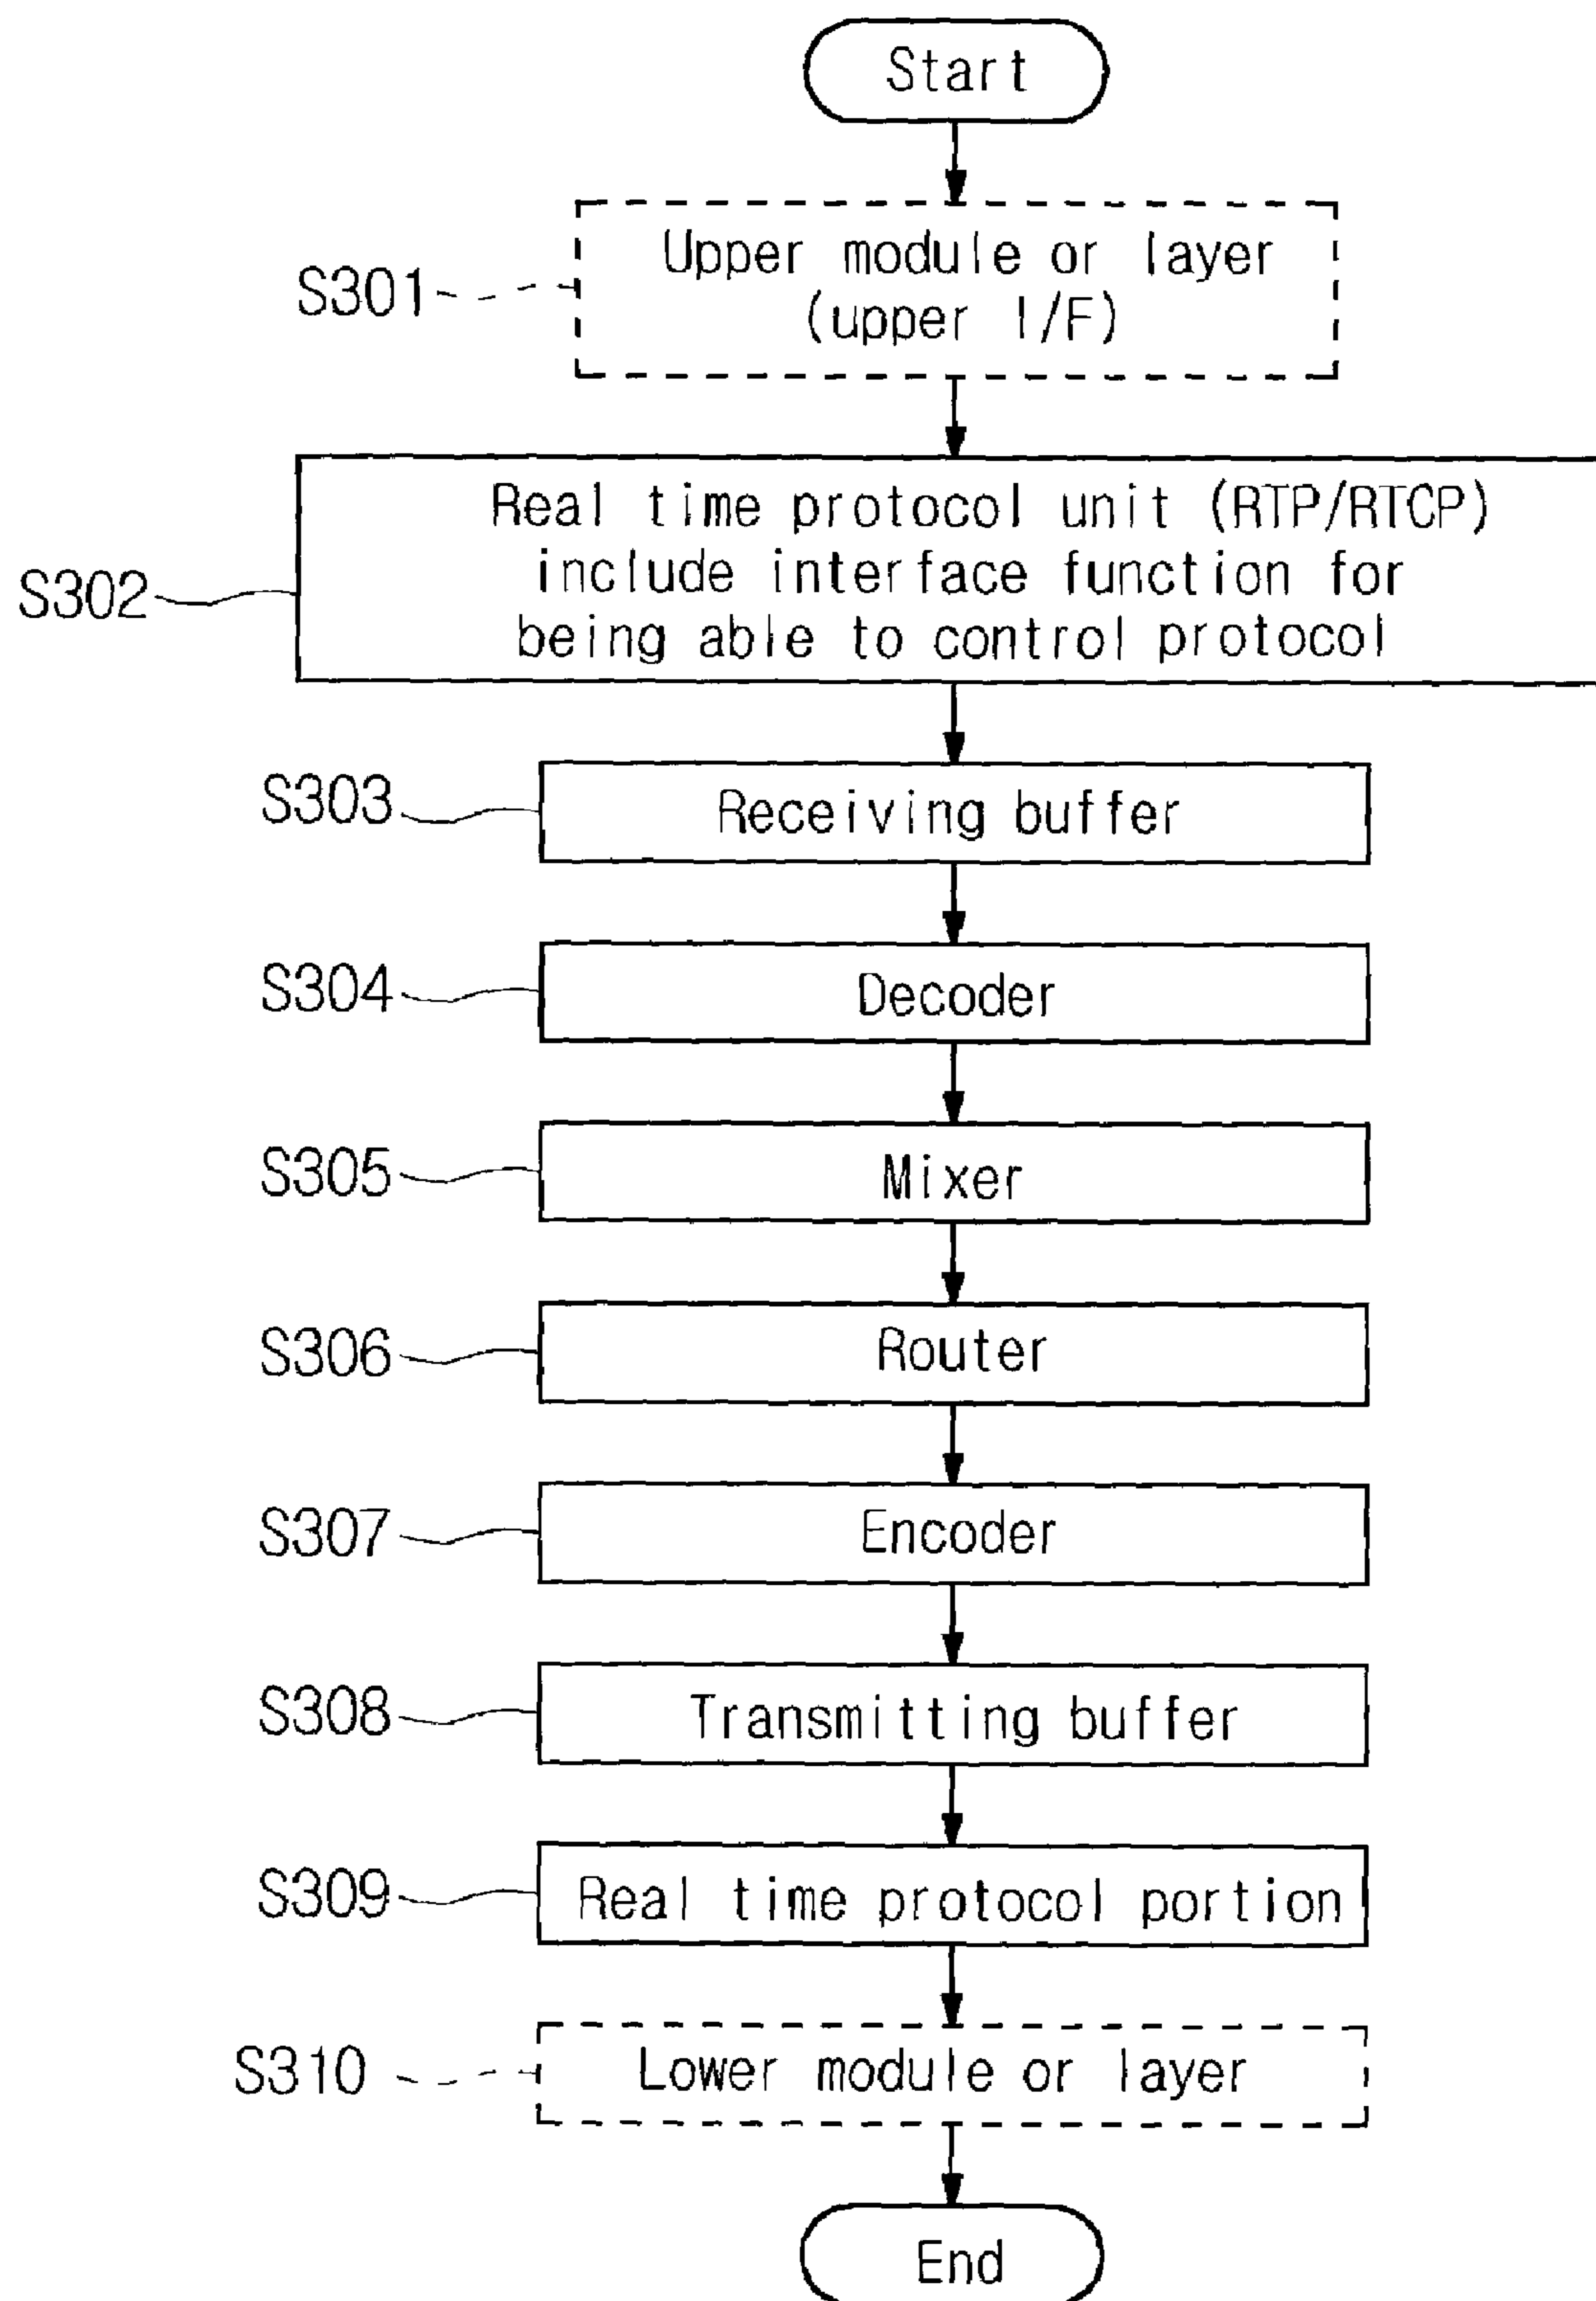 Start
S301
Upper module or layer
(upper I/F)
Real time protocol unit (RTP/RTCP)
include interface function for
being able to control protocol
S302
S303
Receiving buffer
S304
Decoder
S305
Mixer
S306
Router
S307
Encoder
S308
Transmitting buffer
S309
Real time protocol portion
S310
Lower module or layer
End